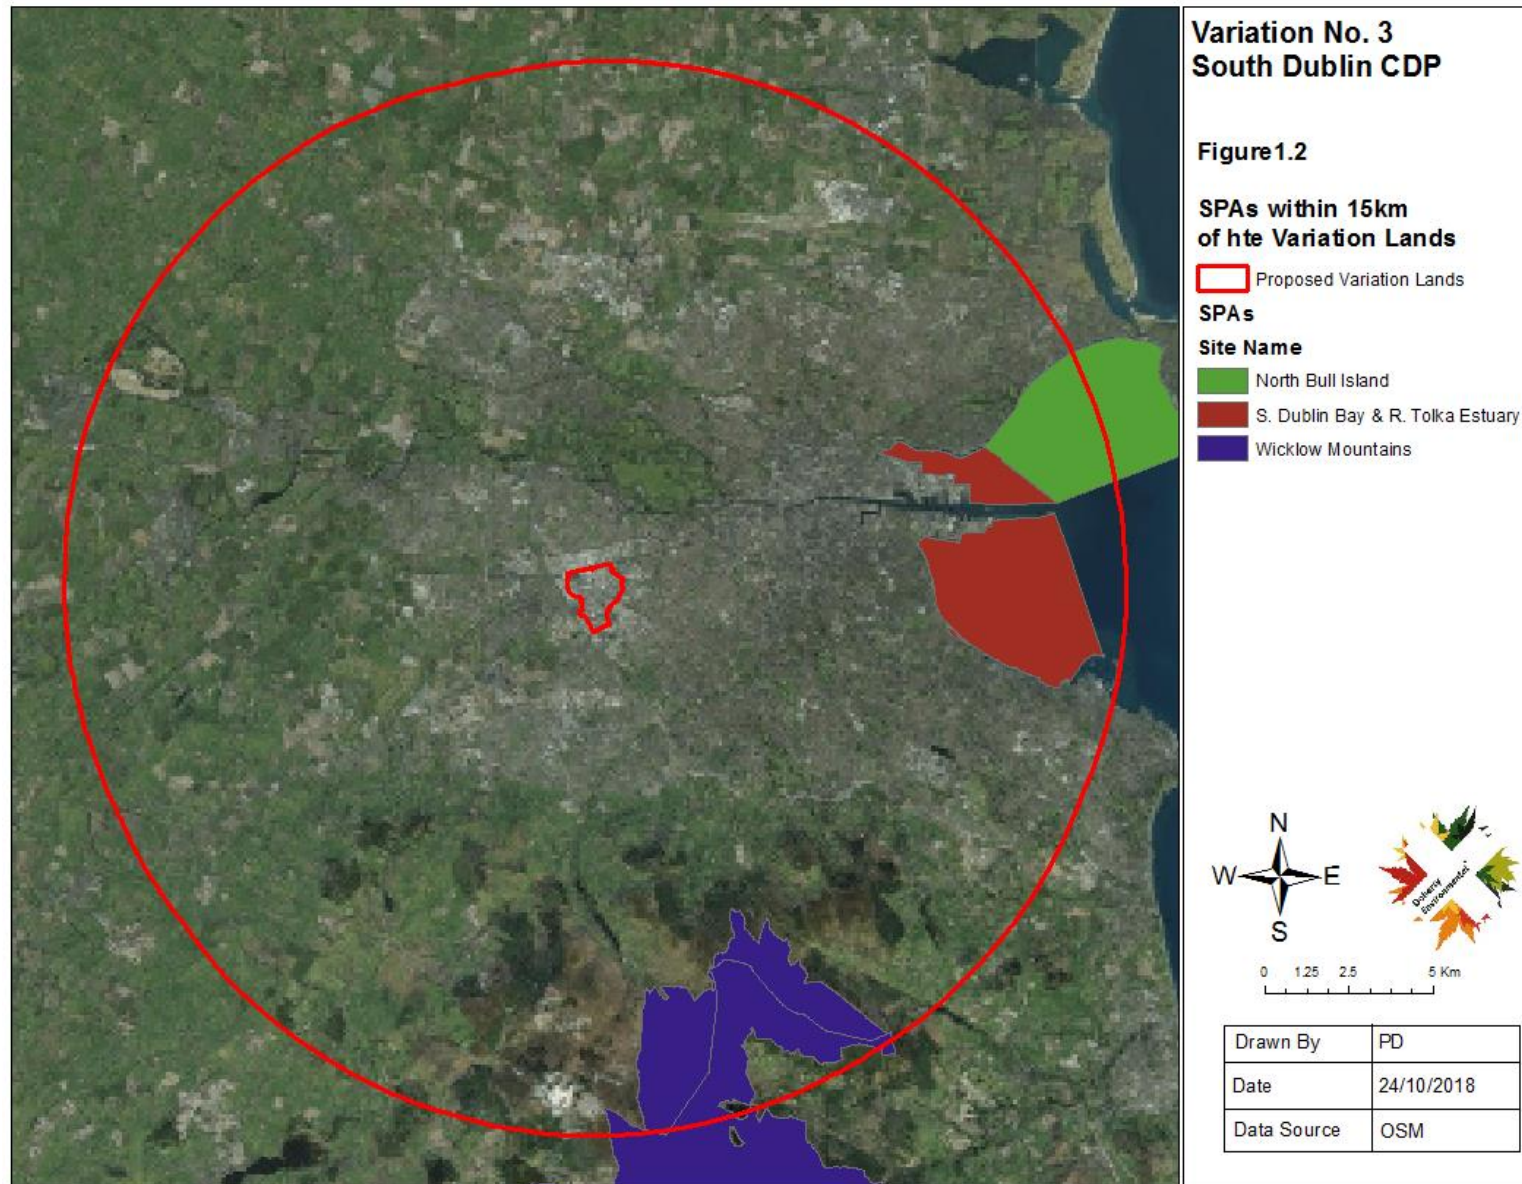 Variation No. 3
South Dublin CDP
Figure1.2
SPAs within 15km
of hte Variation Lands
Proposed Variation Lands
SPAs
Site Name
North Bull Island
S. Dublin Bay & R. Tolka Estuary
Wicklow Mountains
N
W E
S
Doherty
Environmental
0 1.25 2.5 5 Km
Drawn By PD
Date 24/10/2018
Data Source OSM